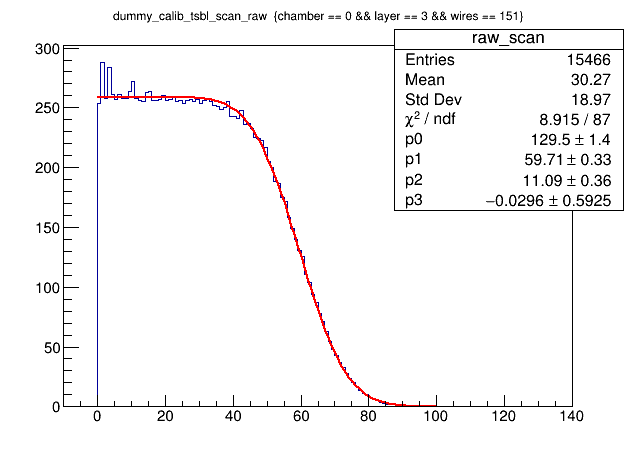 dummy_calib_tsbl_scan_raw {chamber == 0 && layer == 3 && wires == 151}
raw_scan
Entries 15466
Mean 30.27
Std Dev 18.97
χ² / ndf 8.915 / 87
p0 129.5 ± 1.4
p1 59.71 ± 0.33
p2 11.09 ± 0.36
p3 −0.0296 ± 0.5925
300
250
200
150
100
50
0
0 20 40 60 80 100 120 140